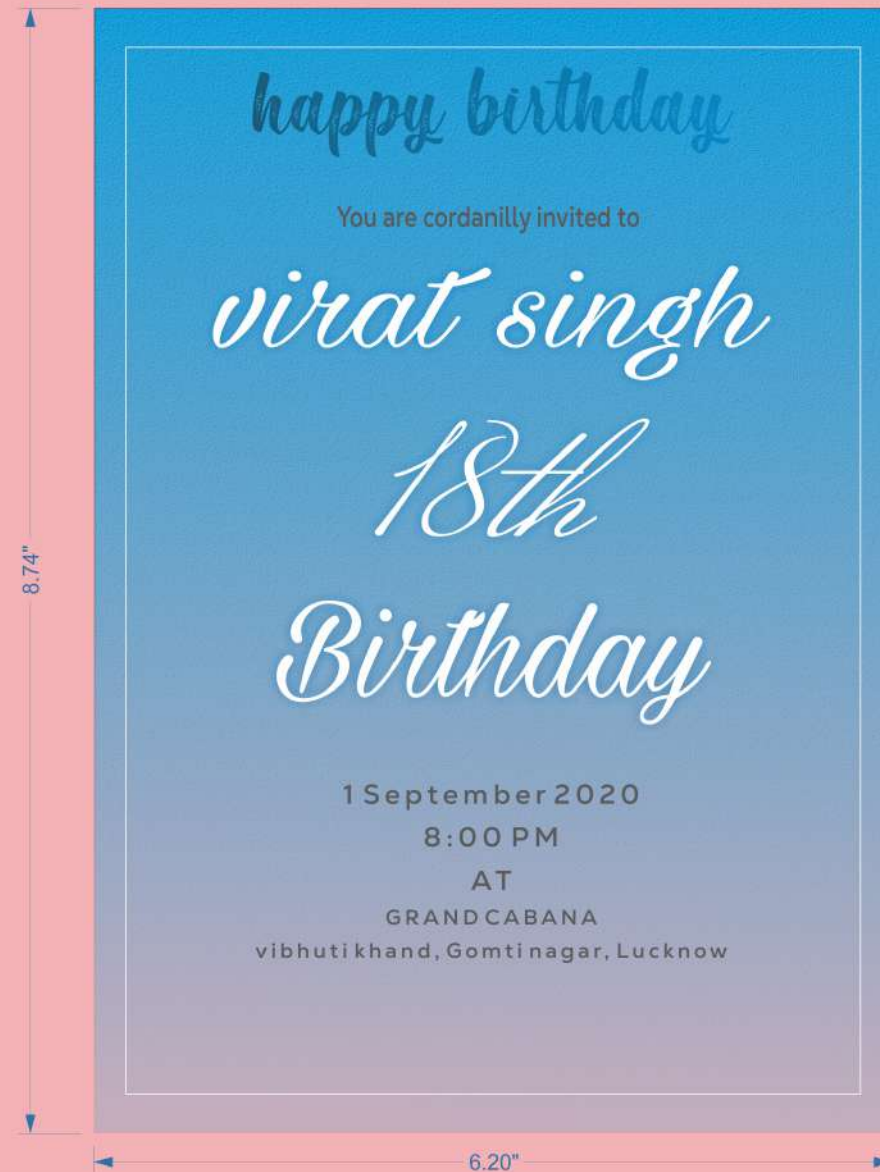 happy birthday
You are cordanilly invited to
virat singh
18th
Birthday
1 September 2020
8:00 PM
AT
GRAND CABANA
vibhuti khand, Gomti nagar, Lucknow
8.74"
6.20"